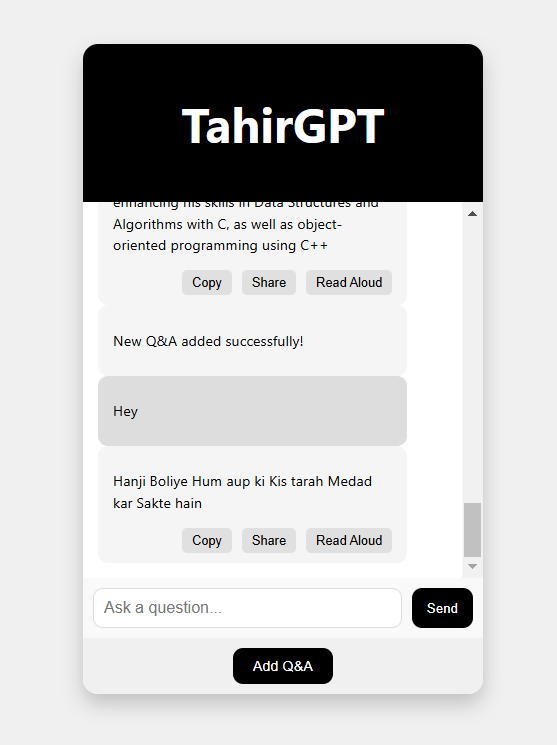 TahirGPT
enhancing his skills in Data Structures and
Algorithms with C, as well as object-
oriented programming using C++
Copy Share Read Aloud
New Q&A added successfully!
Hey
Hanji Boliye Hum aup ki Kis tarah Medad
kar Sakte hain
Copy Share Read Aloud
Ask a question... Send
Add Q&A